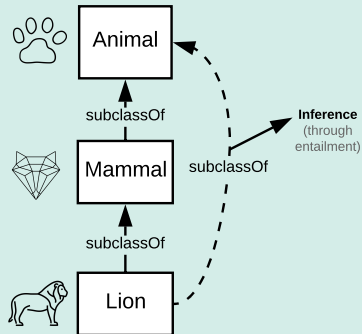 Animal
subclassOf
Inference
(through
entailment)
Mammal
subclassOf
subclassOf
Lion